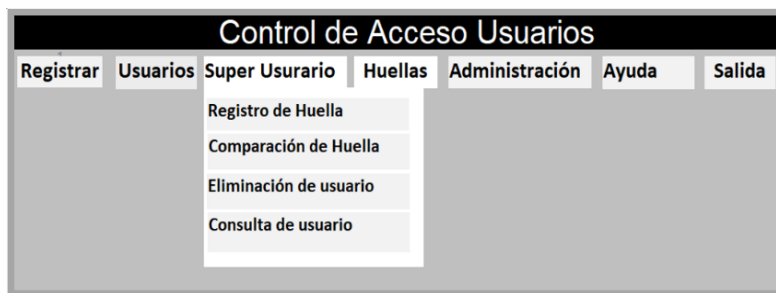 Control de Acceso Usuarios
Registrar Usuarios Super Usurario Huellas Administración Ayuda Salida
Registro de Huella
Comparación de Huella
Eliminación de usuario
Consulta de usuario